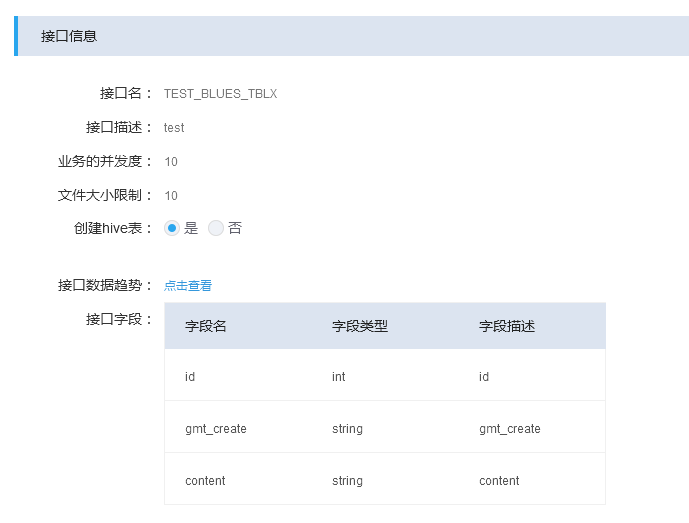 接口信息
接口名： TEST_BLUES_TBLX
接口描述： test
业务的并发度： 10
文件大小限制： 10
创建hive表： 是 否
接口数据趋势： 点击查看
接口字段： 字段名 字段类型 字段描述
id int id
gmt_create string gmt_create
content string content